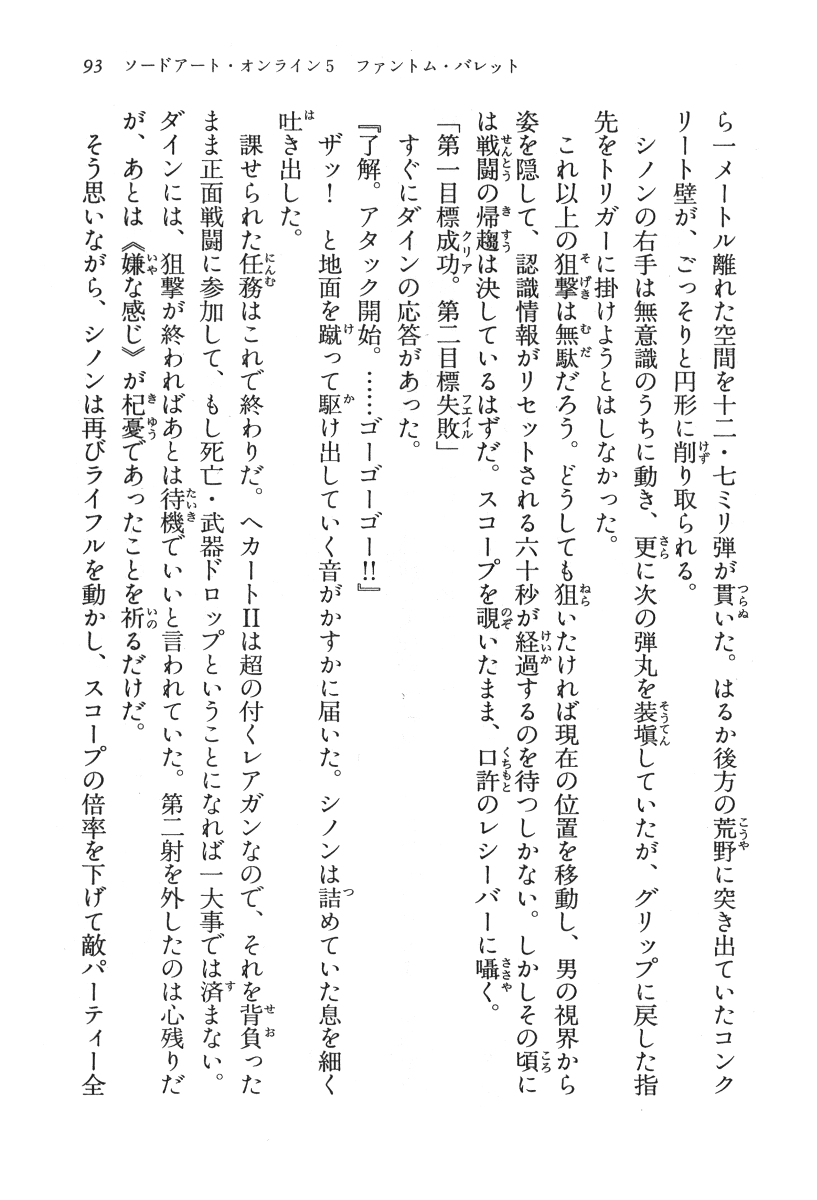 93　ソードアート・オンライン5　ファントム・バレット
ら一メートル離れた空間を十二・七ミリ弾が貫いた。はるか後方の荒野に突き出ていたコンク
リート壁が、ごっそりと円形に削り取られる。
　シノンの右手は無意識のうちに動き、更に次の弾丸を装塡していたが、グリップに戻した指
先をトリガーに掛けようとはしなかった。
　これ以上の狙撃は無駄だろう。どうしても狙いたければ現在の位置を移動し、男の視界から
姿を隠して、認識情報がリセットされる六十秒が経過するのを待つしかない。しかしその頃に
は戦闘の帰趨は決しているはずだ。スコープを覗いたまま、口許のレシーバーに囁く。
「第一目標成功。第二目標失敗」
　すぐにダインの応答があった。
『了解。アタック開始。……ゴーゴーゴー!!』
　ザッ！　と地面を蹴って駆け出していく音がかすかに届いた。シノンは詰めていた息を細く
吐き出した。
　課せられた任務はこれで終わりだ。ヘカートⅡは超の付くレアガンなので、それを背負った
まま正面戦闘に参加して、もし死亡・武器ドロップということになれば一大事では済まない。
ダインには、狙撃が終わればあとは待機でいいと言われていた。第二射を外したのは心残りだ
が、あとは《嫌な感じ》が杞憂であったことを祈るだけだ。
　そう思いながら、シノンは再びライフルを動かし、スコープの倍率を下げて敵パーティー全